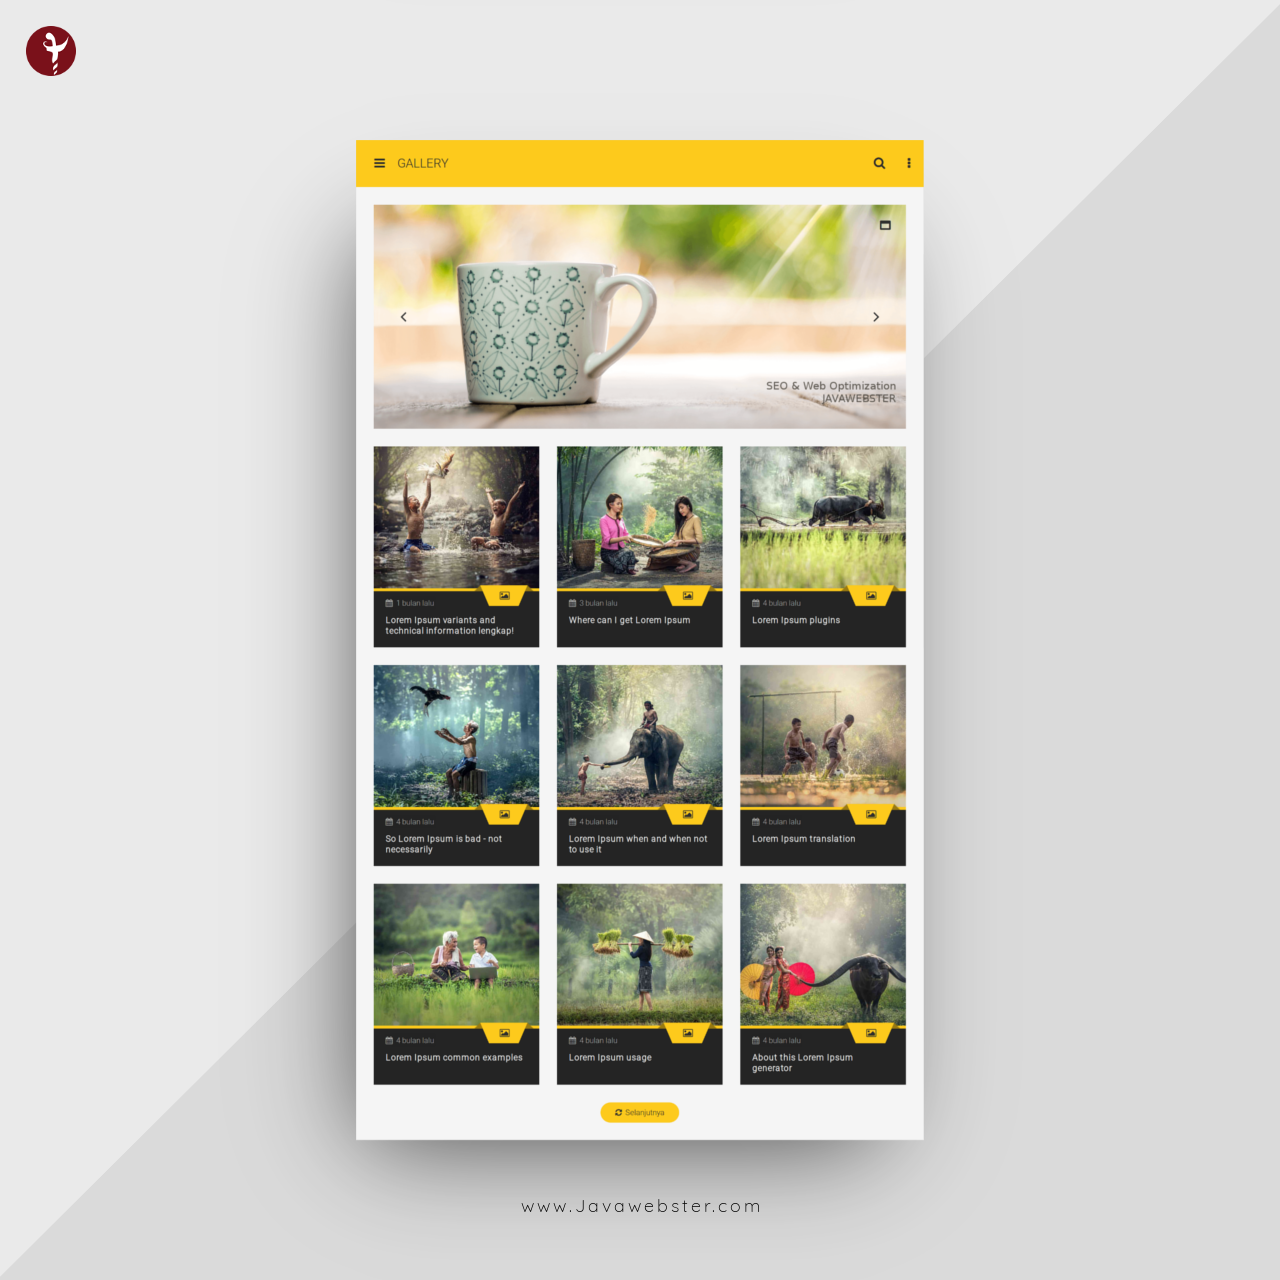 GALLERY
SEO & Web Optimization
JAVAWEBSTER
1 bulan lalu
Lorem Ipsum variants and
technical information lengkap!
3 bulan lalu
Where can I get Lorem Ipsum
4 bulan lalu
Lorem Ipsum plugins
4 bulan lalu
So Lorem Ipsum is bad - not
necessarily
4 bulan lalu
Lorem Ipsum when and when not
to use it
4 bulan lalu
Lorem Ipsum translation
4 bulan lalu
Lorem Ipsum common examples
4 bulan lalu
Lorem Ipsum usage
4 bulan lalu
About this Lorem Ipsum
generator
Selanjutnya
www.Javawebster.com